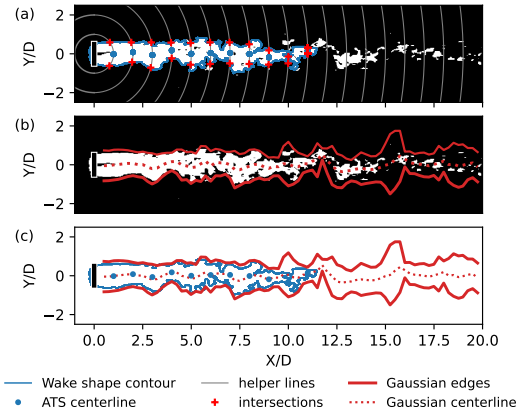 (a)
2
0
−2
Y/D
(b)
2
0
−2
Y/D
(c)
2
0
−2
Y/D
0.0 2.5 5.0 7.5 10.0 12.5 15.0 17.5 20.0
X/D
Wake shape contour helper lines Gaussian edges
ATS centerline intersections Gaussian centerline